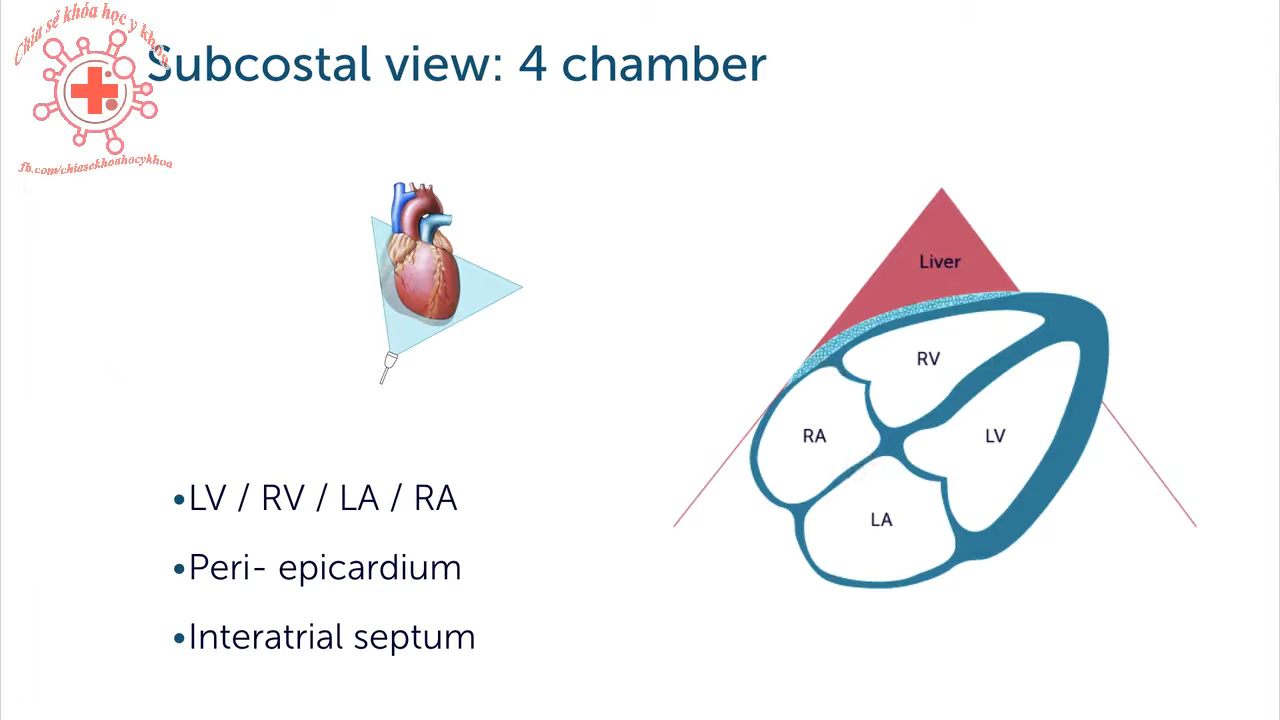 Chia sẻ khóa học y khoa
Subcostal view: 4 chamber
fb.com/chiasekhoahocykhoa
Liver
RV
RA
LV
LA
•LV / RV / LA / RA
•Peri- epicardium
•Interatrial septum